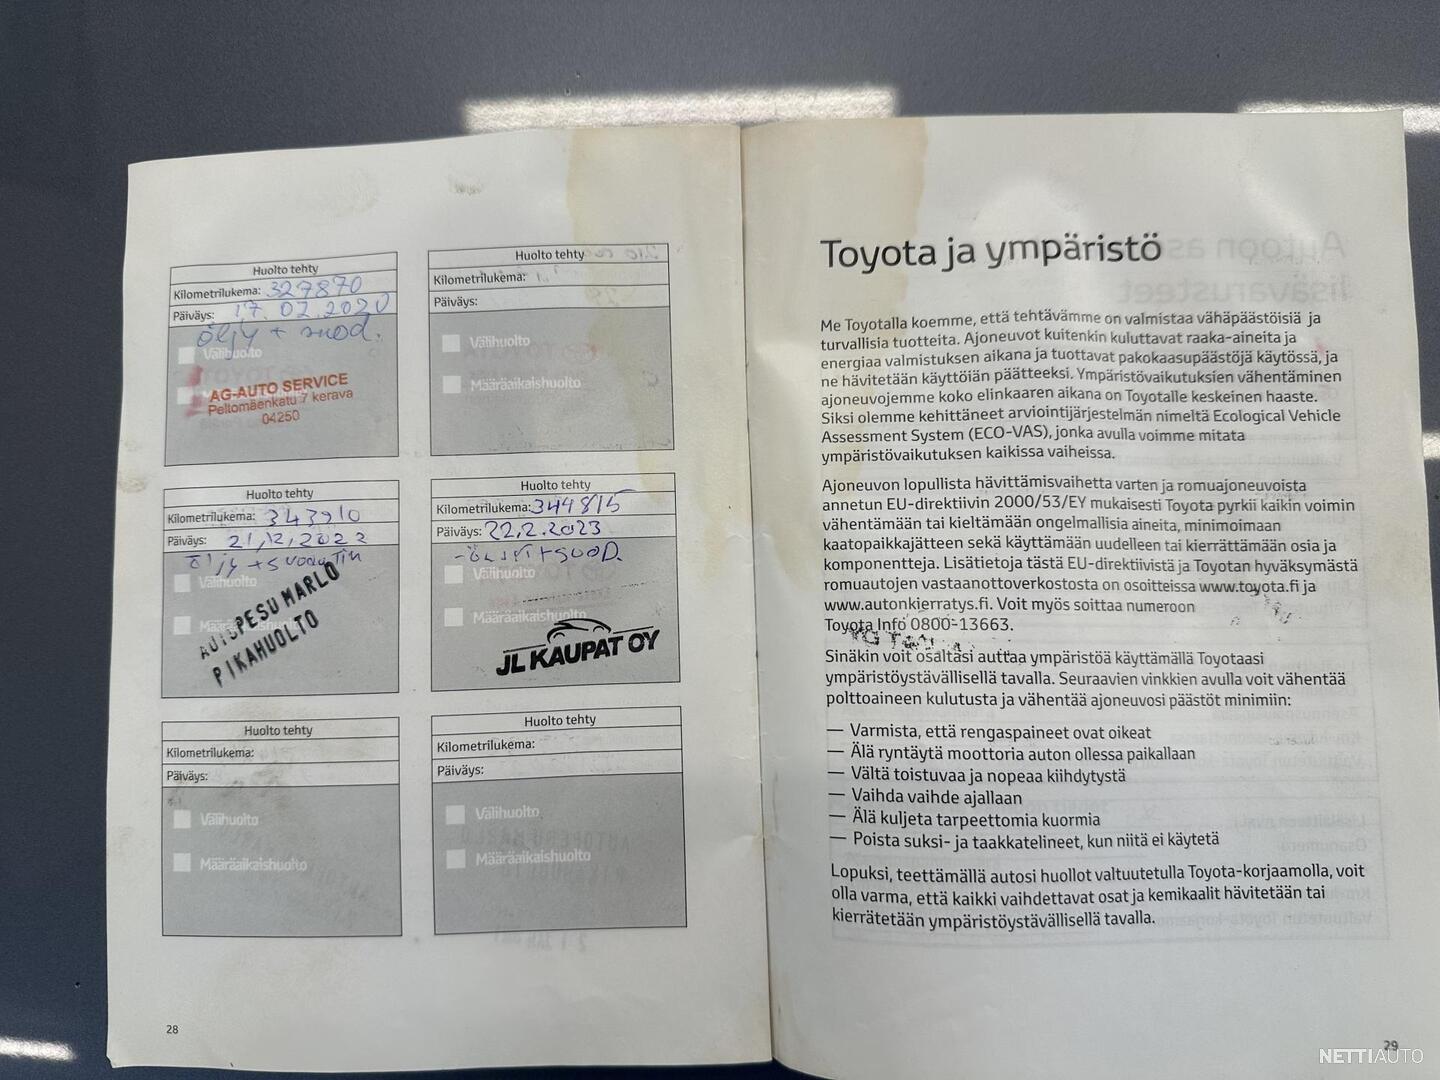 Huolto tehty
Kilometrilukema: 327870
Päiväys: 17.02.2020
öljy + suod.
Välihuolto
AG-AUTO SERVICE
Peltomäenkatu 7 kerava
04250
Huolto tehty
Kilometrilukema:
Päiväys:
Välihuolto
Määräaikaishuolto
Huolto tehty
Kilometrilukema: 343910
Päiväys: 21,12,2022
öljy + suodatin
Välihuolto
AUTOPESU MARLO
PIKAHUOLTO
Huolto tehty
Kilometrilukema: 344815
Päiväys: 22.2.2023
Välihuolto
Määräaikaishuolto
JL KAUPAT OY
Huolto tehty
Kilometrilukema:
Päiväys:
Välihuolto
Määräaikaishuolto
Huolto tehty
Kilometrilukema:
Päiväys:
Välihuolto
Määräaikaishuolto
28
Toyota ja ympäristö
Me Toyotalla koemme, että tehtävämme on valmistaa vähäpäästöisiä ja
turvallisia tuotteita. Ajoneuvot kuitenkin kuluttavat raaka-aineita ja
energiaa valmistuksen aikana ja tuottavat pakokaasupäästöjä käytössä, ja
ne hävitetään käyttöiän päätteeksi. Ympäristövaikutuksien vähentäminen
ajoneuvojemme koko elinkaaren aikana on Toyotalle keskeinen haaste.
Siksi olemme kehittäneet arviointijärjestelmän nimeltä Ecological Vehicle
Assessment System (ECO-VAS), jonka avulla voimme mitata
ympäristövaikutuksen kaikissa vaiheissa.
Ajoneuvon lopullista hävittämisvaihetta varten ja romuajoneuvoista
annetun EU-direktiivin 2000/53/EY mukaisesti Toyota pyrkii kaikin voimin
vähentämään tai kieltämään ongelmallisia aineita, minimoimaan
kaatopaikkajätteen sekä käyttämään uudelleen tai kierrättämään osia ja
komponentteja. Lisätietoja tästä EU-direktiivistä ja Toyotan hyväksymästä
romuautojen vastaanottoverkostosta on osoitteissa www.toyota.fi ja
www.autonkierratys.fi. Voit myös soittaa numeroon
Toyota Info 0800-13663.
Sinäkin voit osaltasi auttaa ympäristöä käyttämällä Toyotaasi
ympäristöystävällisellä tavalla. Seuraavien vinkkien avulla voit vähentää
polttoaineen kulutusta ja vähentää ajoneuvosi päästöt minimiin:
— Varmista, että rengaspaineet ovat oikeat
— Älä ryntäytä moottoria auton ollessa paikallaan
— Vältä toistuvaa ja nopeaa kiihdytystä
— Vaihda vaihde ajallaan
— Älä kuljeta tarpeettomia kuormia
— Poista suksi- ja taakkatelineet, kun niitä ei käytetä
Lopuksi, teettämällä autosi huollot valtuutetulla Toyota-korjaamolla, voit
olla varma, että kaikki vaihdettavat osat ja kemikaalit hävitetään tai
kierrätetään ympäristöystävällisellä tavalla.
29
NETTIAUTO